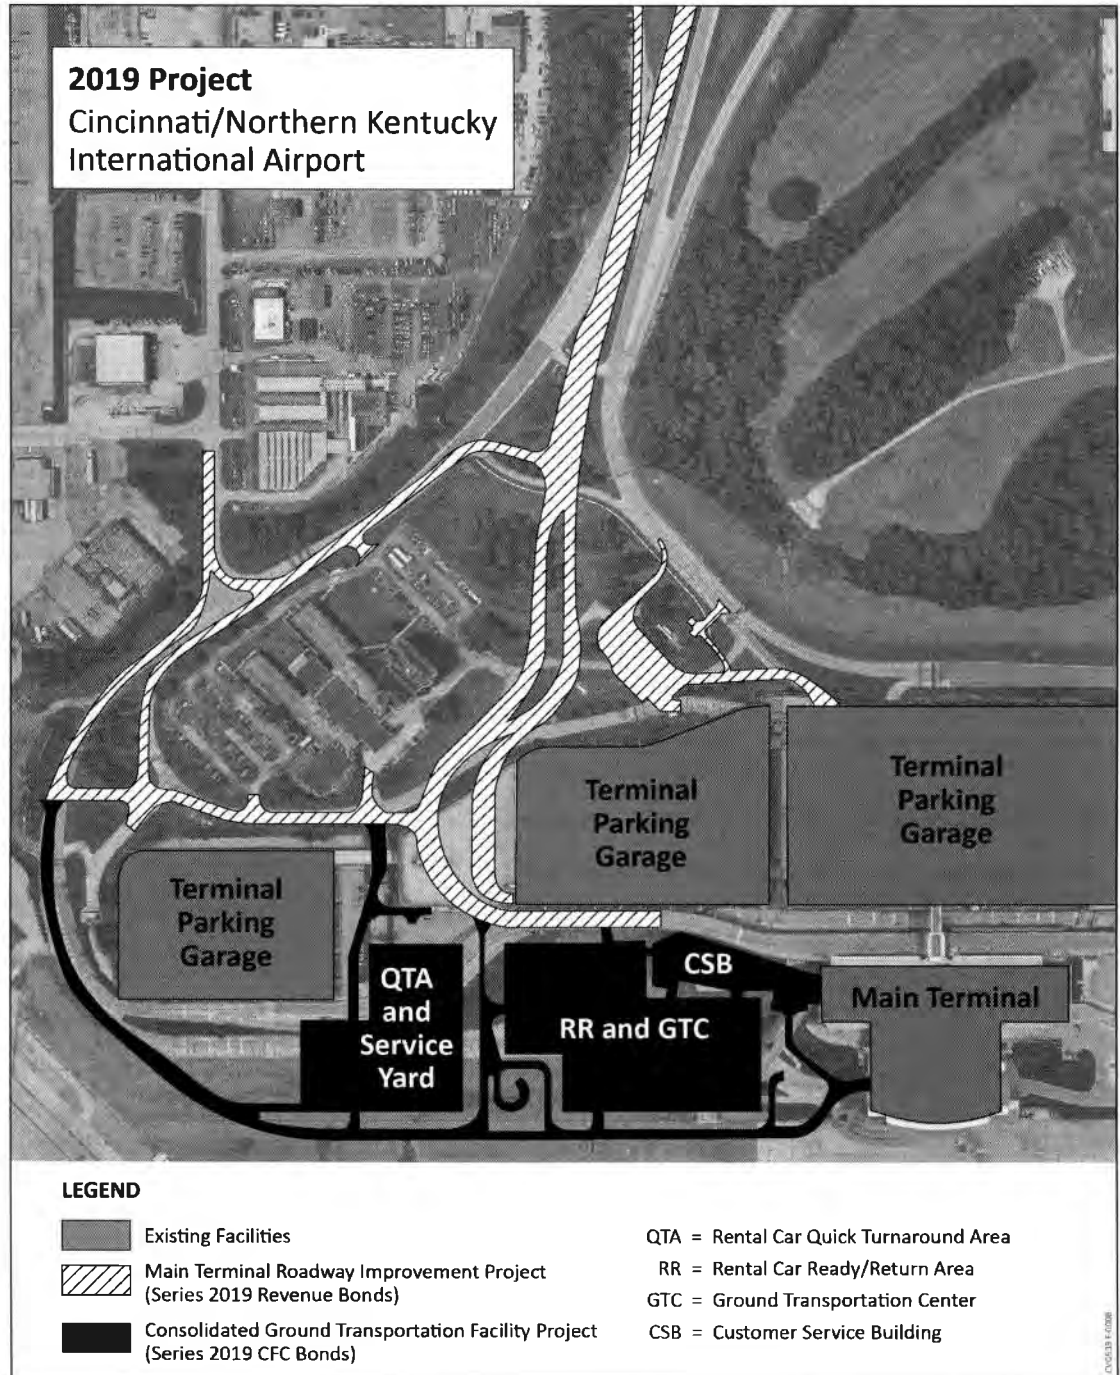 2019 Project
Cincinnati/Northern Kentucky
International Airport
Terminal
Parking
Garage
Terminal
Parking
Garage
Terminal
Parking
Garage
QTA
and
Service
Yard
CSB
RR and GTC
Main Terminal
LEGEND
Existing Facilities
Main Terminal Roadway Improvement Project
(Series 2019 Revenue Bonds)
Consolidated Ground Transportation Facility Project
(Series 2019 CFC Bonds)
QTA = Rental Car Quick Turnaround Area
RR = Rental Car Ready/Return Area
GTC = Ground Transportation Center
CSB = Customer Service Building